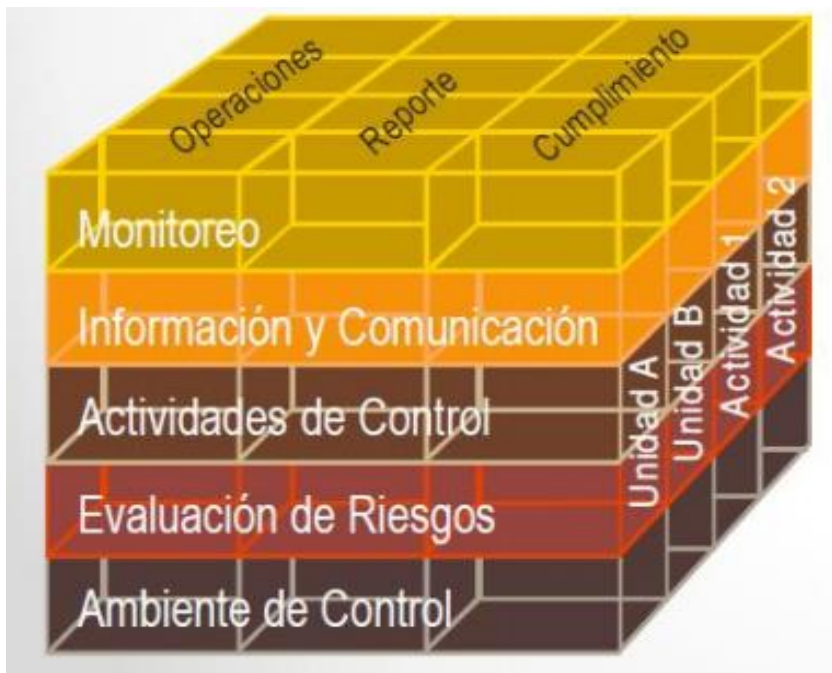 Operaciones
Reporte
Cumplimiento
Monitoreo
Información y Comunicación
Actividades de Control
Evaluación de Riesgos
Ambiente de Control
Unidad A
Unidad B
Actividad 1
Actividad 2